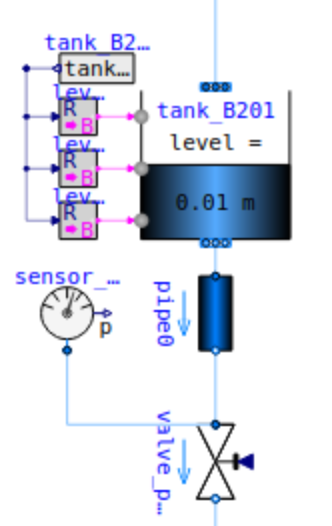 tank_B2...
tank...
lev...
R
B
lev...
R
B
lev...
R
B
tank_B201
level =
0.01 m
sensor_...
p
pipe0
valve_p...